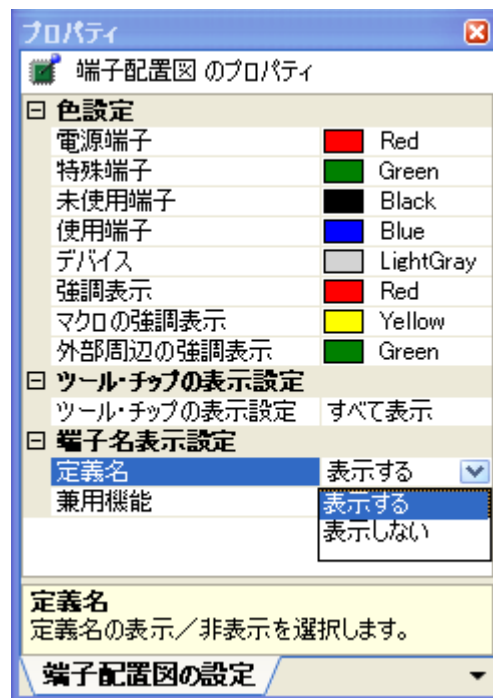 プロパティ
端子配置図 のプロパティ
色設定
電源端子 Red
特殊端子 Green
未使用端子 Black
使用端子 Blue
デバイス LightGray
強調表示 Red
マクロの強調表示 Yellow
外部周辺の強調表示 Green
ツール・チップの表示設定
ツール・チップの表示設定 すべて表示
端子名表示設定
定義名 表示する
兼用機能 表示する
表示しない
定義名
定義名の表示／非表示を選択します。
端子配置図の設定